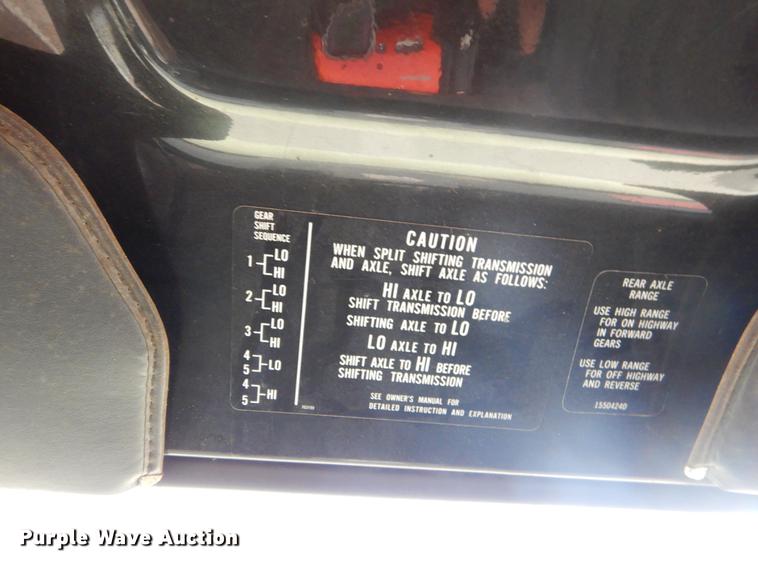 GEAR
SHIFT
SEQUENCE
1 LO
HI
2 LO
HI
3 LO
HI
4
5 LO
4
5 HI
CAUTION
WHEN SPLIT SHIFTING TRANSMISSION
AND AXLE, SHIFT AXLE AS FOLLOWS:
HI AXLE TO LO
SHIFT TRANSMISSION BEFORE
SHIFTING AXLE TO LO
LO AXLE TO HI
SHIFT AXLE TO HI BEFORE
SHIFTING TRANSMISSION
SEE OWNER'S MANUAL FOR
DETAILED INSTRUCTION AND EXPLANATION
REAR AXLE
RANGE
USE HIGH RANGE
FOR ON HIGHWAY
IN FORWARD
GEARS
USE LOW RANGE
FOR OFF HIGHWAY
AND REVERSE
15504240
Purple Wave Auction